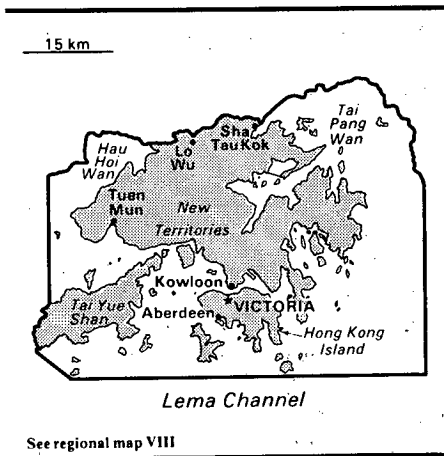 15 km
Hau
Hoi
Wan
Lo
Wu
Sha
Tau Kok
Tai
Pang
Wan
Tuen
Mun
New
Territories
Kowloon
VICTORIA
Tai Yue
Shan
Aberdeen
Hong Kong
Island
Lema Channel
See regional map VIII